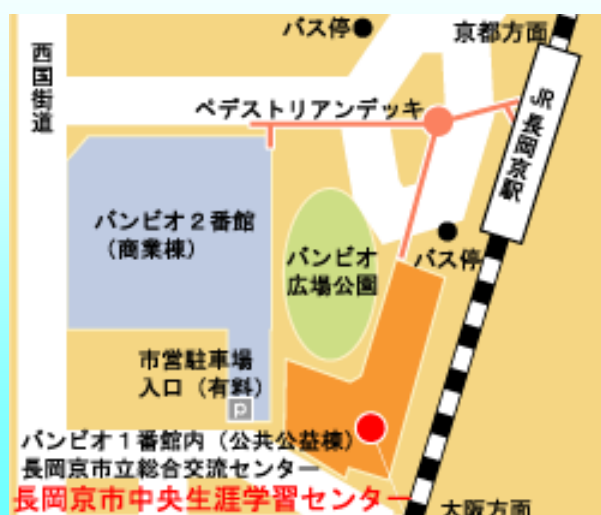 バス停
京都方面
西国街道
JR長岡京駅
ペデストリアンデッキ
バンビオ２番館
（商業棟）
バンビオ
広場公園
バス停
市営駐車場
入口（有料）
P
バンビオ１番館内（公共公益棟）
長岡京市立総合交流センター
長岡京市中央生涯学習センター
大阪方面